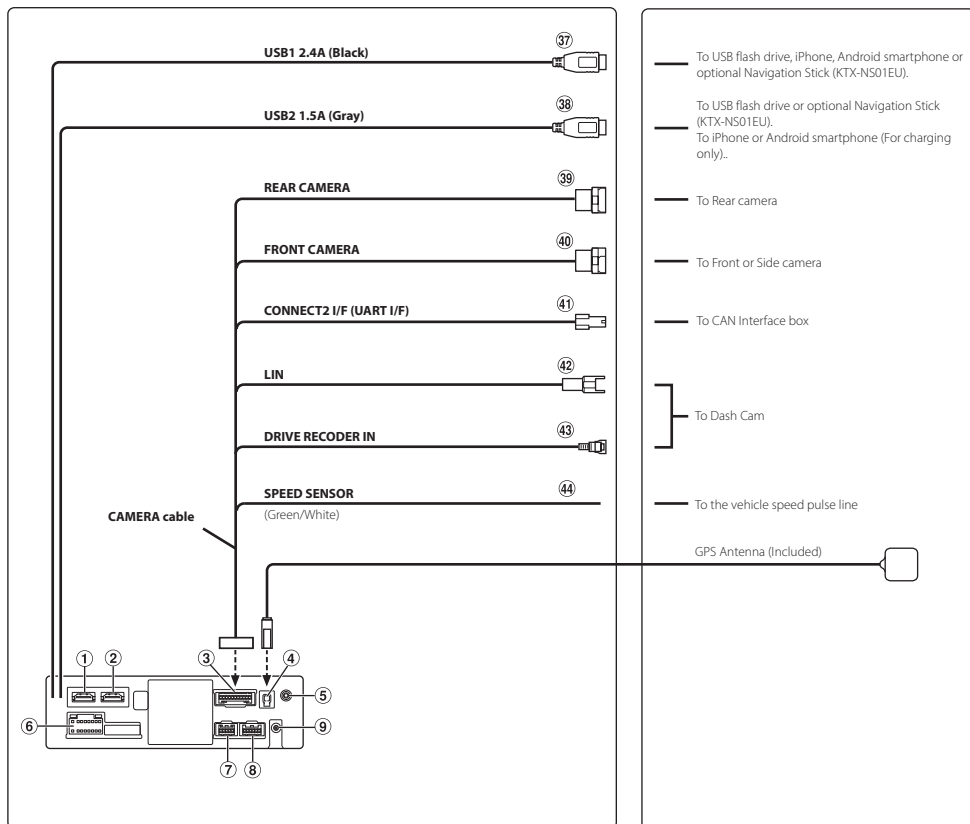 USB1 2.4A (Black)
㊲
To USB flash drive, iPhone, Android smartphone or
optional Navigation Stick (KTX-NS01EU).
USB2 1.5A (Gray)
㊳
To USB flash drive or optional Navigation Stick
(KTX-NS01EU).
To iPhone or Android smartphone (For charging
only)..
REAR CAMERA
㊴
To Rear camera
FRONT CAMERA
㊵
To Front or Side camera
CONNECT2 I/F (UART I/F)
㊶
To CAN Interface box
LIN
㊷
To Dash Cam
DRIVE RECODER IN
㊸
SPEED SENSOR
(Green/White)
㊹
To the vehicle speed pulse line
CAMERA cable
GPS Antenna (Included)
①
②
③
④
⑤
⑥
⑦
⑧
⑨